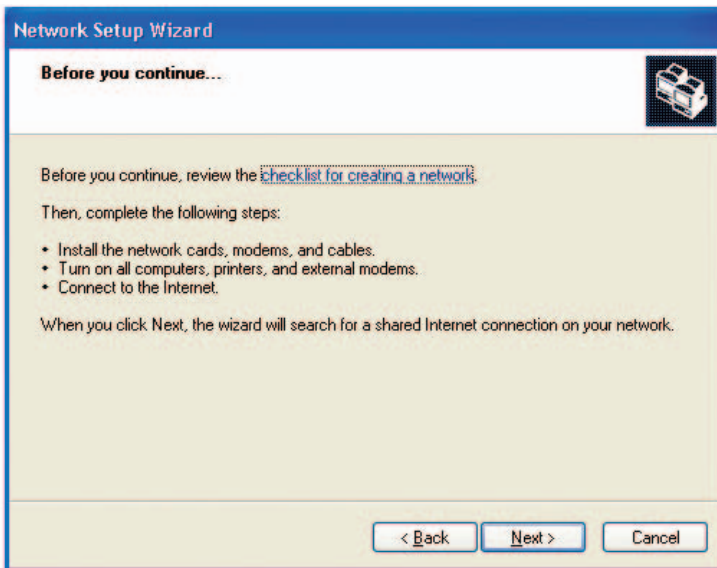 Network Setup Wizard
Before you continue...
Before you continue, review the checklist for creating a network.
Then, complete the following steps:
• Install the network cards, modems, and cables.
• Turn on all computers, printers, and external modems.
• Connect to the Internet.
When you click Next, the wizard will search for a shared Internet connection on your network.
< Back
Next >
Cancel